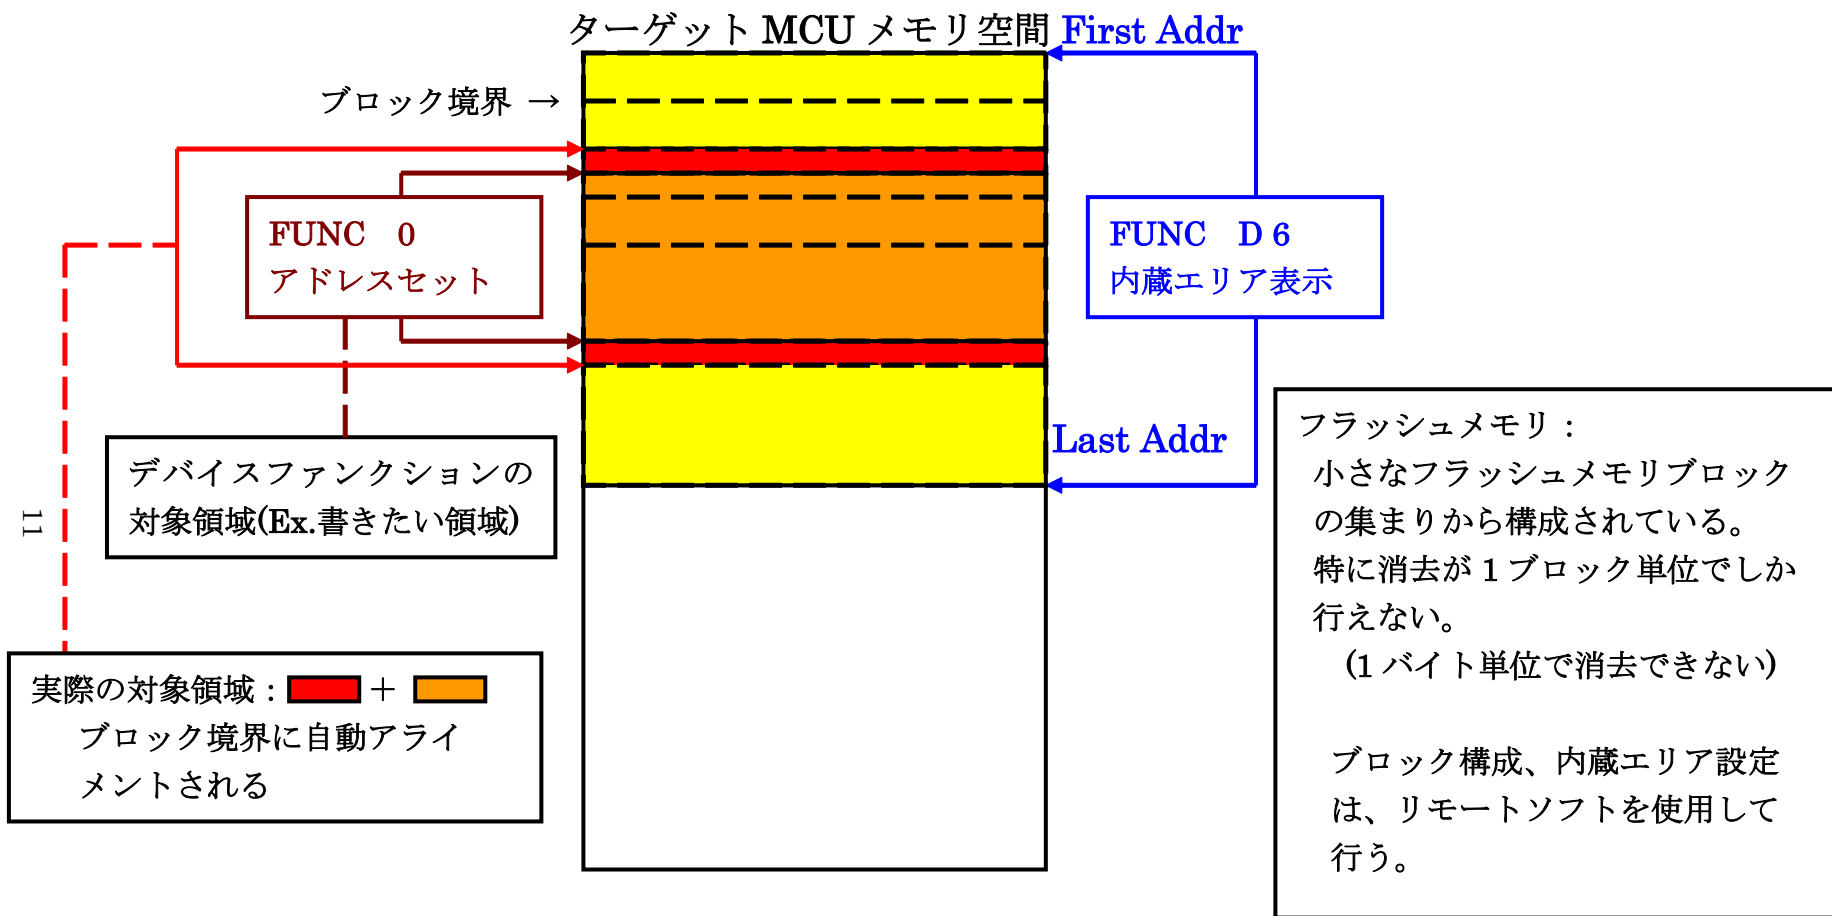 ターゲット MCU メモリ空間 First Addr
ブロック境界 →
FUNC 0
アドレスセット
FUNC D 6
内蔵エリア表示
Last Addr
デバイスファンクションの
対象領域(Ex.書きたい領域)
11
実際の対象領域 : +
ブロック境界に自動アライ
メントされる
フラッシュメモリ :
小さなフラッシュメモリブロック
の集まりから構成されている。
特に消去が 1 ブロック単位でしか
行えない。
(1 バイト単位で消去できない)
ブロック構成、内蔵エリア設定
は、リモートソフトを使用して
行う。